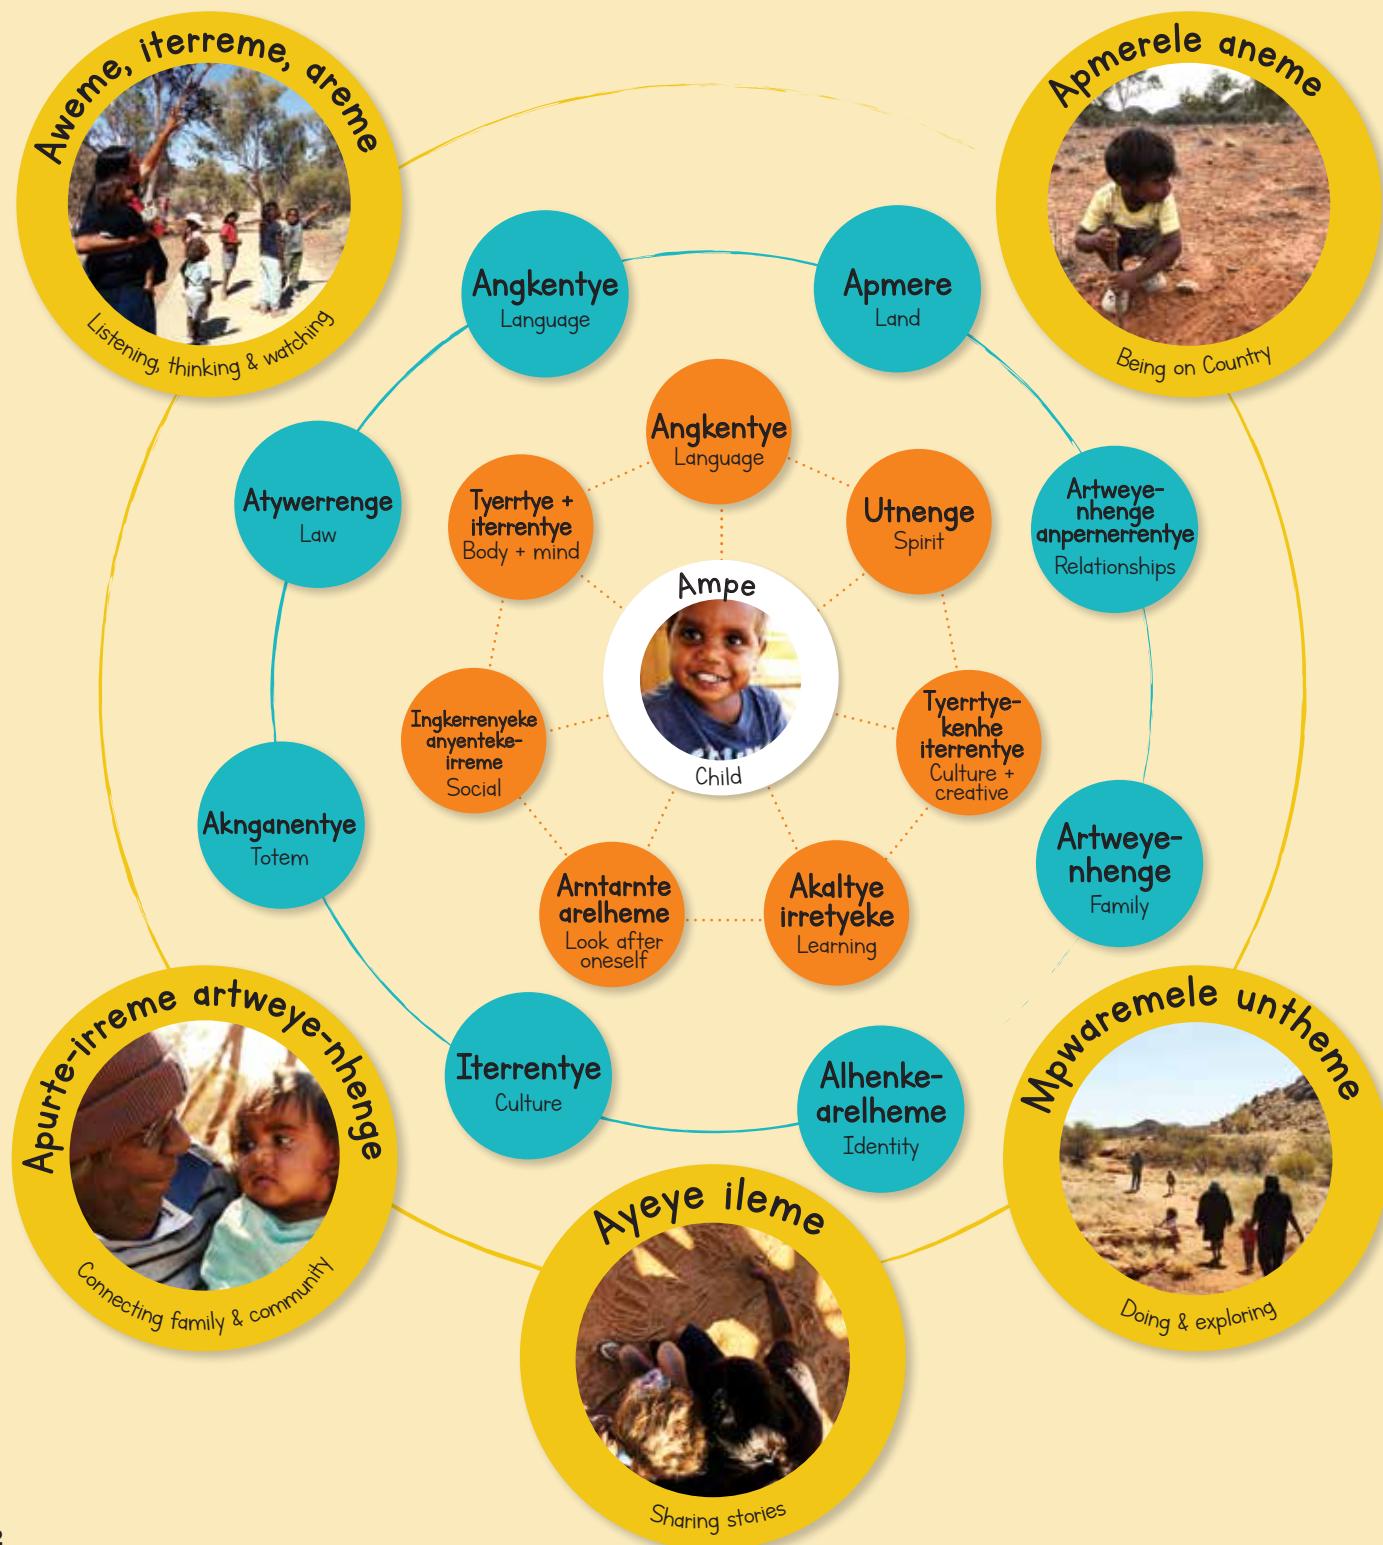 Aweme, iterreme, areme
Listening, thinking & watching
Apmerele aneme
Being on Country
Angkentye
Language
Apmere
Land
Atywerrenge
Law
Artweye-
nhenge
anpernerrentye
Relationships
Angkentye
Language
Tyerrtye +
iterrentye
Body + mind
Utnenge
Spirit
Ampe
Child
Ingkerrenyeke
anyenteke-
irreme
Social
Tyerrtye-
kenhe
iterrentye
Culture +
creative
Arntarnte
arelheme
Look after
oneself
Akaltye
irretyeke
Learning
Aknganentye
Totem
Artweye-
nhenge
Family
Iterrentye
Culture
Alhenke-
arelheme
Identity
Apurte-irreme artweye-nhenge
Connecting family & community
Ayeye ileme
Sharing stories
Mpwaremele untheme
Doing & exploring